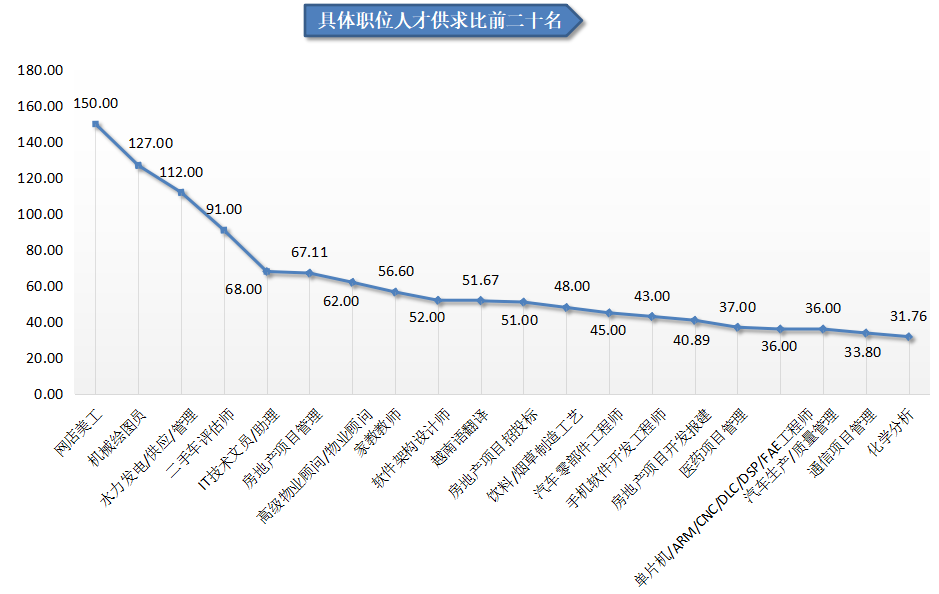 具体职位人才供求比前二十名
180.00
160.00
140.00
120.00
100.00
80.00
60.00
40.00
20.00
0.00
150.00
127.00
112.00
91.00
68.00
67.11
62.00
56.60
52.00
51.67
51.00
48.00
45.00
43.00
40.89
37.00
36.00
36.00
33.80
31.76
网店美工
机械绘图员
水力发电/供应/管理
二手车评估师
IT技术文员/助理
房地产项目管理
高级物业顾问/物业顾问
家教教师
软件架构设计师
越南语翻译
房地产项目招投标
饮料/烟草制造工艺
汽车零部件工程师
手机软件开发工程师
房地产项目开发报建
医药项目管理
单片机/ARM/CNC/DLC/DSP/FAE工程师
汽车生产/质量管理
通信项目管理
化学分析